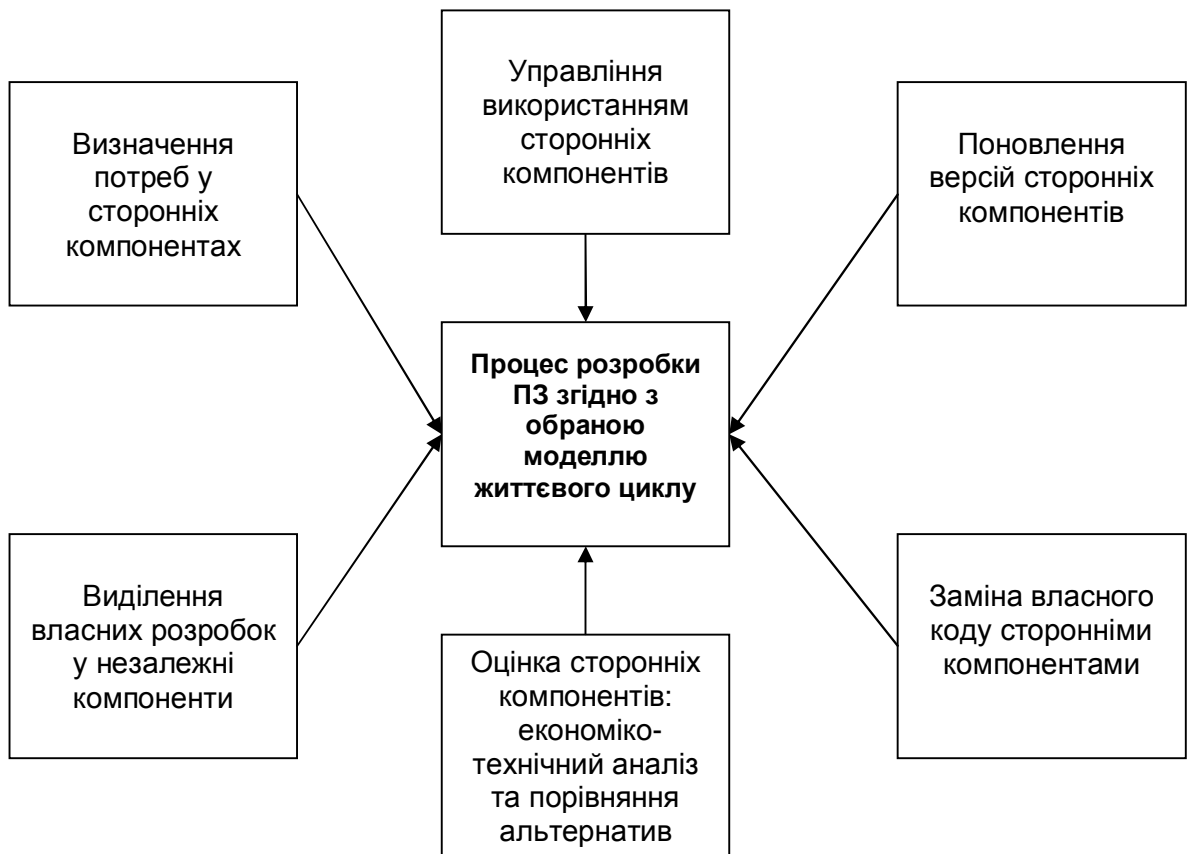 Управління
використанням
сторонніх
компонентів
Визначення
потреб у
сторонніх
компонентах
Поновлення
версій сторонніх
компонентів
Процес розробки
ПЗ згідно з
обраною
моделлю
життєвого циклу
Виділення
власних розробок
у незалежні
компоненти
Заміна власного
коду сторонніми
компонентами
Оцінка сторонніх
компонентів:
економіко-
технічний аналіз
та порівняння
альтернатив